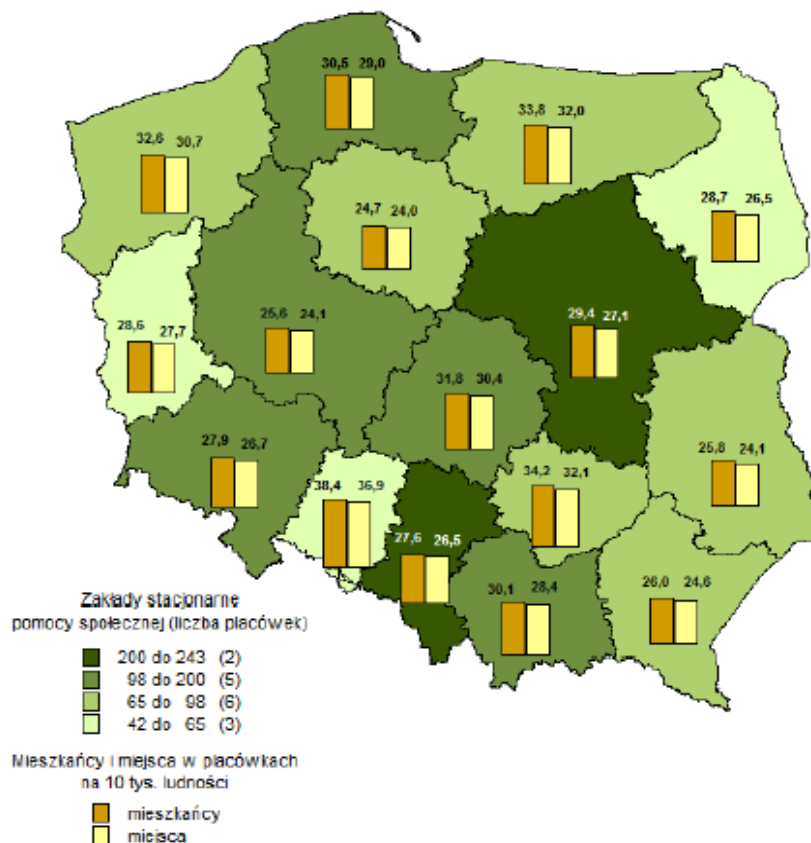 30,5 29,0
33,8 32,0
32,6 30,7
28,7 26,5
24,7 24,0
29,4 27,1
25,6 24,1
28,6 27,7
31,8 30,4
27,9 26,7
25,8 24,1
34,2 32,1
38,4 36,9
27,6 26,5
30,1 28,4
26,0 24,6
Zakłady stacjonarne
pomocy społecznej (liczba placówek)
200 do 243 (2)
98 do 200 (5)
65 do 98 (6)
42 do 65 (3)
Mieszkańcy i miejsca w placówkach
na 10 tys. ludności
mieszkańcy
miejsca